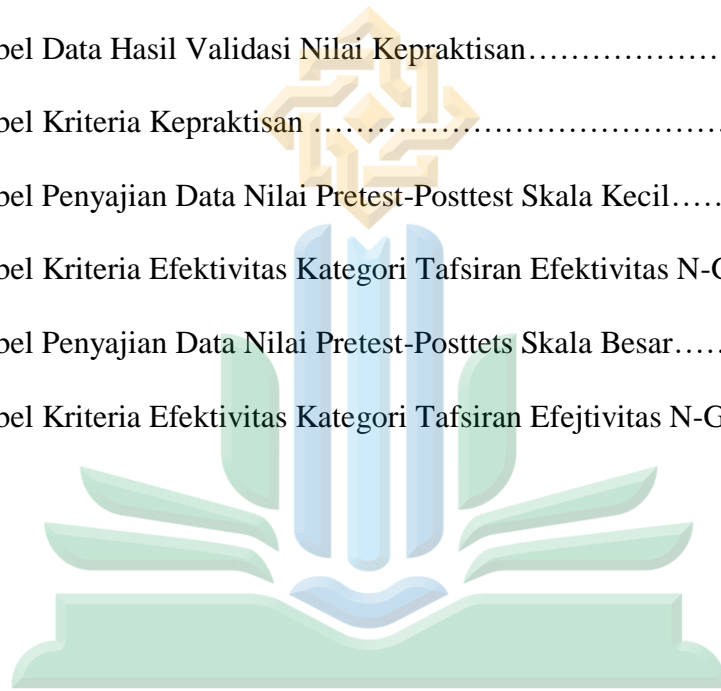 bel Data Hasil Validasi Nilai Kepraktisan………………
bel Kriteria Kepraktisan ……………………………………
bel Penyajian Data Nilai Pretest-Posttest Skala Kecil……
bel Kriteria Efektivitas Kategori Tafsiran Efektivitas N-G
bel Penyajian Data Nilai Pretest-Posttets Skala Besar……
bel Kriteria Efektivitas Kategori Tafsiran Efejtivitas N-G